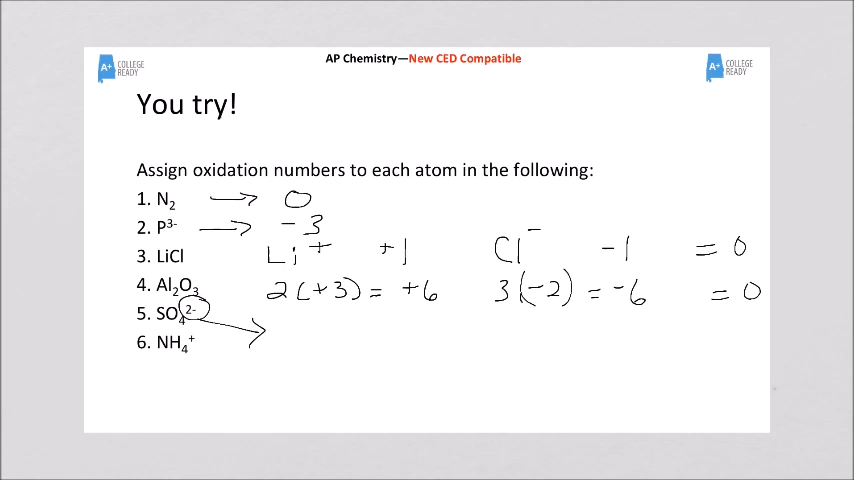 A+ COLLEGE READY
AP Chemistry—New CED Compatible
A+ COLLEGE READY
You try!
Assign oxidation numbers to each atom in the following:
1. N₂ → 0
2. P³⁻ → -3
3. LiCl Li⁺ +1 Cl⁻ -1 = 0
4. Al₂O₃ 2(+3) = +6 3(-2) = -6 = 0
5. SO₄²⁻ →
6. NH₄⁺